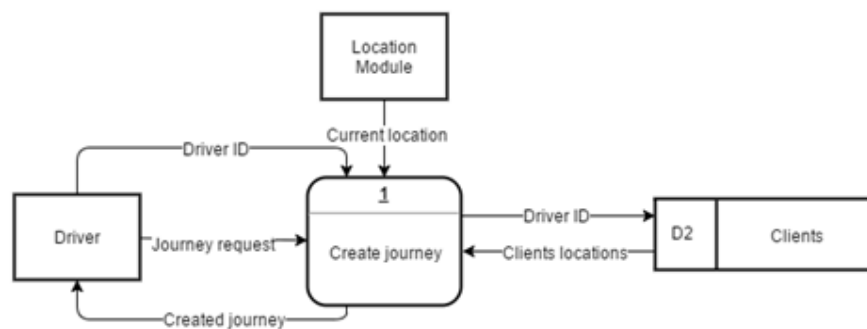 Location
Module
Current location
Driver ID
1
Driver ID
D2
Clients
Driver
Journey request
Create journey
Clients locations
Created journey